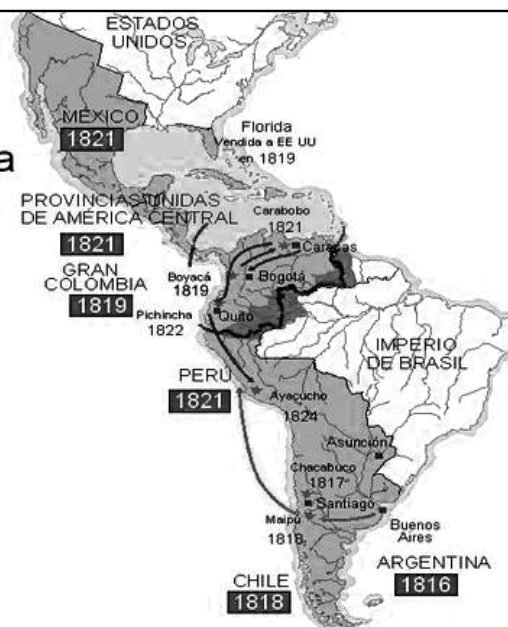 ESTADOS
UNIDOS
MÉXICO
1821
a
Florida
Vendida a EE UU
en 1819
PROVINCIAS UNIDAS
DE AMÉRICA CENTRAL
1821
Carabobo
1821
Caracas
GRAN
COLOMBIA
1819
Boyacá
1819
Bogotá
Pichincha
1822
Quito
IMPERIO
DE BRASIL
PERÚ
1821
Ayacucho
1824
Asunción
Chacabuco
1817
Santiago
Maipú
1818
Buenos
Aires
CHILE
1818
ARGENTINA
1816